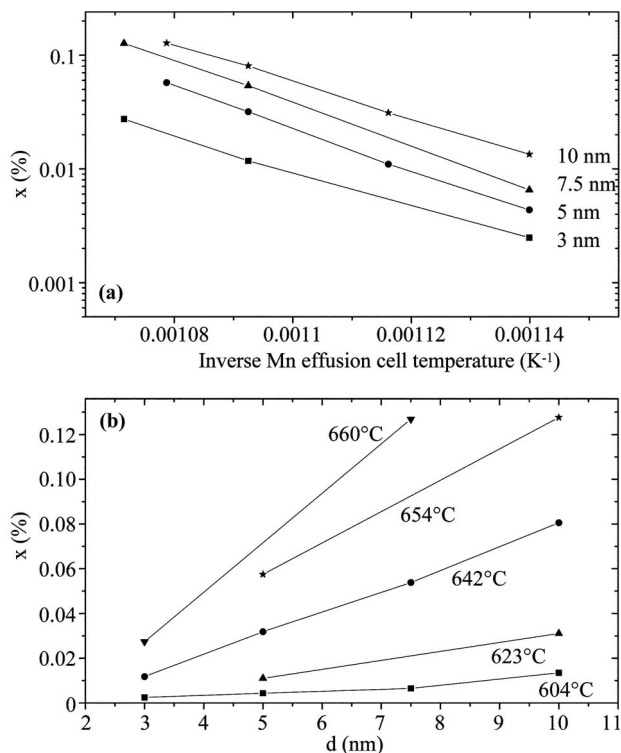 0.1
0.01
0.001
x (%)
(a)
10 nm
7.5 nm
5 nm
3 nm
0.00108
0.0011
0.00112
0.00114
Inverse Mn effusion cell temperature (K⁻¹)
(b)
0.12
0.10
0.08
0.06
0.04
0.02
0
x (%)
660°C
654°C
642°C
623°C
604°C
2 3 4 5 6 7 8 9 10 11
d (nm)